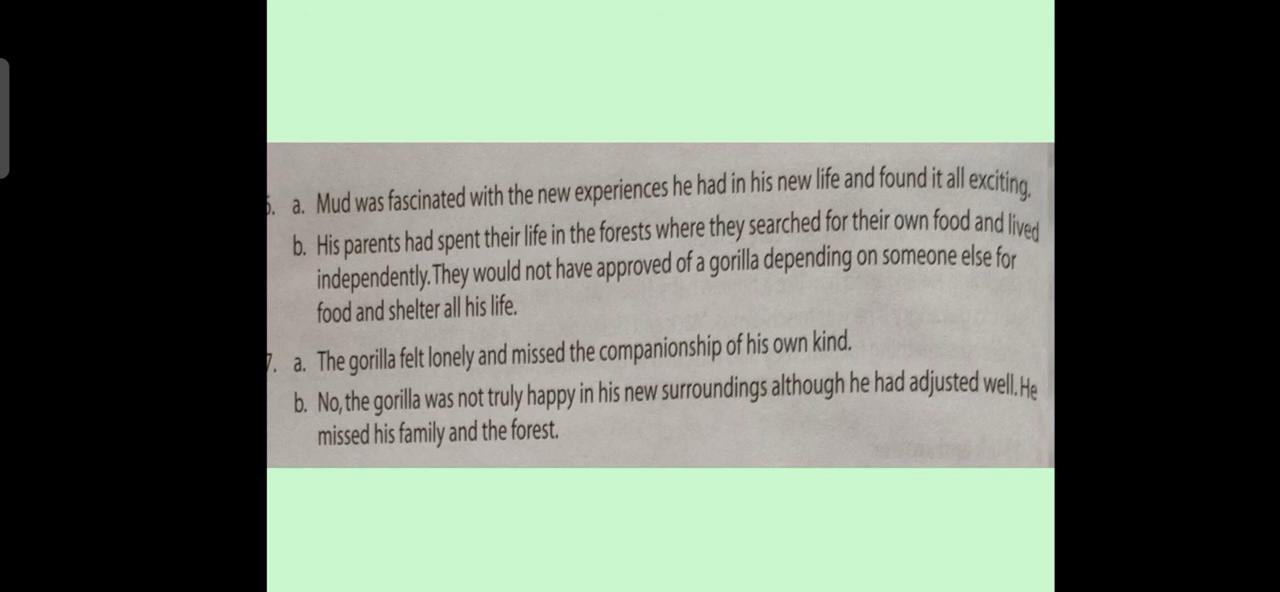 6. a. Mud was fascinated with the new experiences he had in his new life and found it all exciting.
b. His parents had spent their life in the forests where they searched for their own food and lived
independently. They would not have approved of a gorilla depending on someone else for
food and shelter all his life.
7. a. The gorilla felt lonely and missed the companionship of his own kind.
b. No, the gorilla was not truly happy in his new surroundings although he had adjusted well. He
missed his family and the forest.